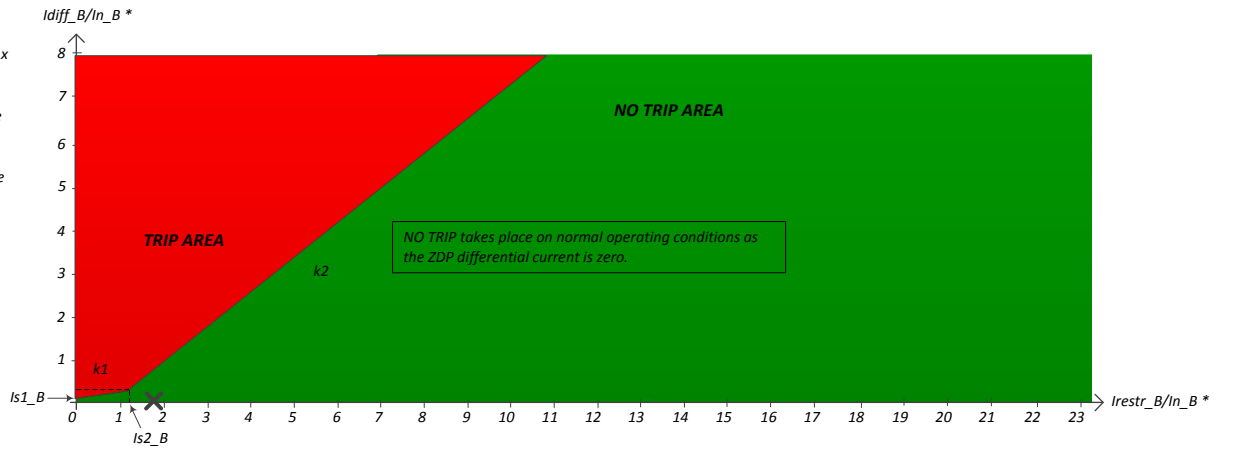 Idiff_B/In_B *
x
8
7
6
e
5
4
3
2
1
NO TRIP AREA
TRIP AREA
NO TRIP takes place on normal operating conditions as
the ZDP differential current is zero.
k2
k1
Is1_B
0 1 2 3 4 5 6 7 8 9 10 11 12 13 14 15 16 17 18 19 20 21 22 23
Irestr_B/In_B *
Is2_B